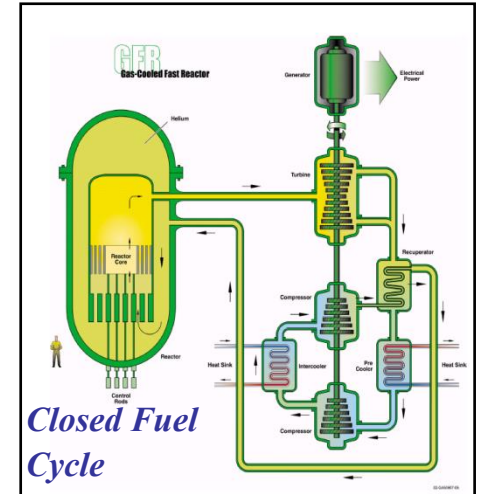 GFR
Gas-Cooled Fast Reactor
Generator
Electrical
Power
Helium
Turbine
Recuperator
Reactor
Core
Compressor
Heat Sink
Intercooler
Pre
Cooler
Heat Sink
Reactor
Control
Rods
Compressor
Closed Fuel
Cycle